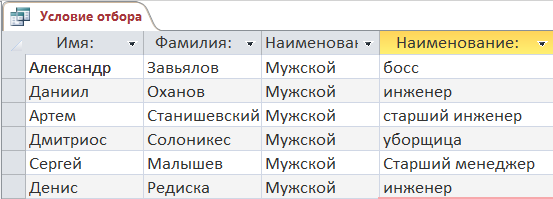 Условие отбора
Имя: Фамилия: Наименован Наименование:
Александр Завьялов Мужской босс
Даниил Оханов Мужской инженер
Артем Станишевский Мужской старший инженер
Дмитриос Солоникес Мужской уборщица
Сергей Малышев Мужской Старший менеджер
Денис Редиска Мужской инженер